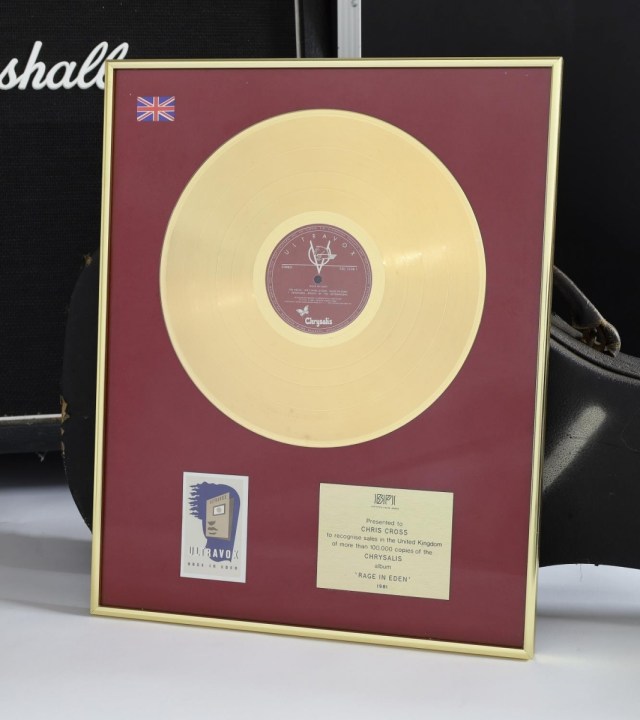 shall
ULTRAVOX
Chrysalis
ULTRAVOX
RAGE IN EDEN
BPI
Presented to
CHRIS CROSS
to recognise sales in the United Kingdom
of more than 100,000 copies of the
CHRYSALIS
album
"RAGE IN EDEN"
1981